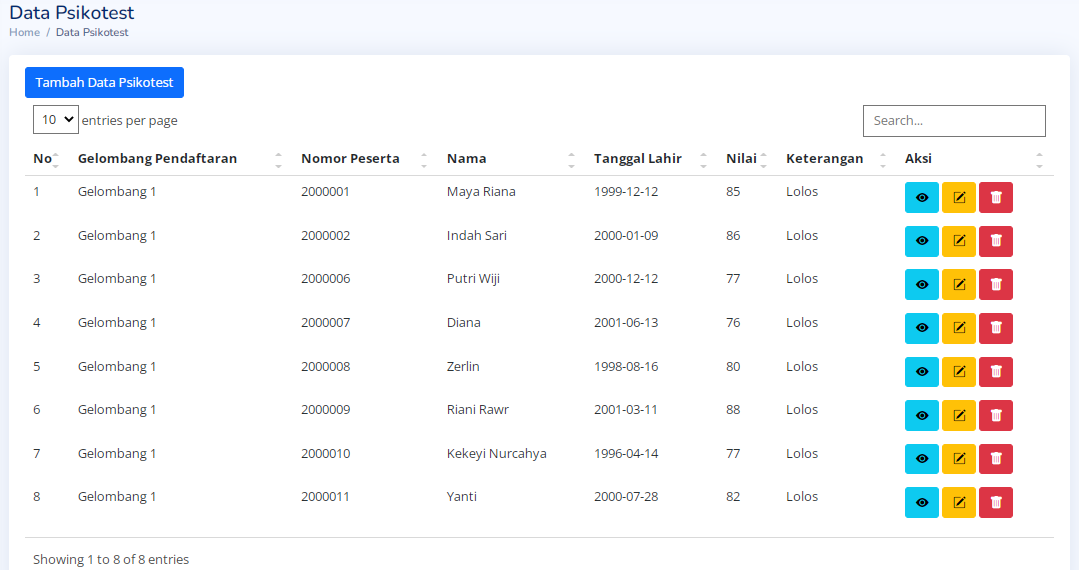 Data Psikotest
Home / Data Psikotest
Tambah Data Psikotest
10 entries per page
Search...
No Gelombang Pendaftaran Nomor Peserta Nama Tanggal Lahir Nilai Keterangan Aksi
1 Gelombang 1 2000001 Maya Riana 1999-12-12 85 Lolos
2 Gelombang 1 2000002 Indah Sari 2000-01-09 86 Lolos
3 Gelombang 1 2000006 Putri Wiji 2000-12-12 77 Lolos
4 Gelombang 1 2000007 Diana 2001-06-13 76 Lolos
5 Gelombang 1 2000008 Zerlin 1998-08-16 80 Lolos
6 Gelombang 1 2000009 Riani Rawr 2001-03-11 88 Lolos
7 Gelombang 1 2000010 Kekeyi Nurcahya 1996-04-14 77 Lolos
8 Gelombang 1 2000011 Yanti 2000-07-28 82 Lolos
Showing 1 to 8 of 8 entries